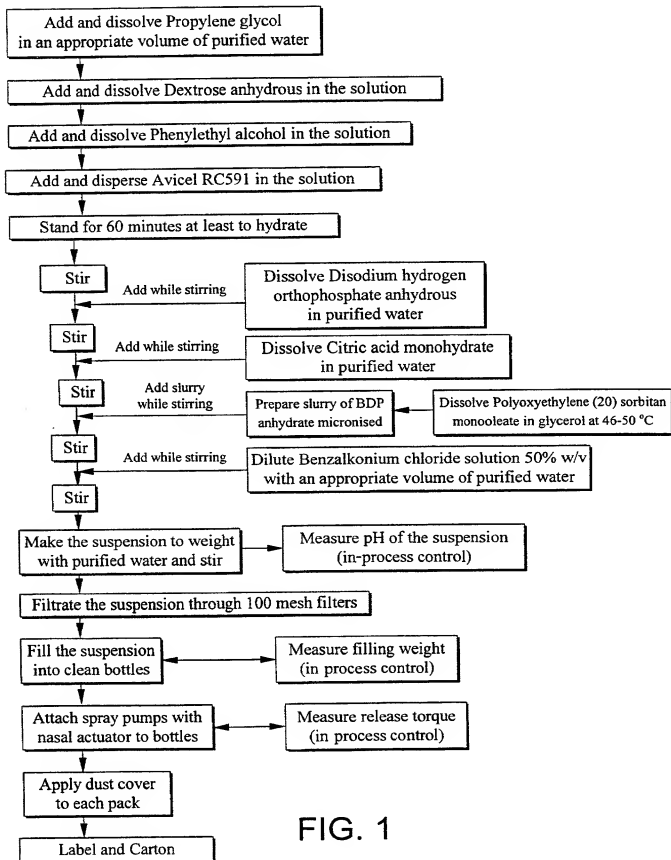 Add and dissolve Propylene glycol
in an appropriate volume of purified water
Add and dissolve Dextrose anhydrous in the solution
Add and dissolve Phenylethyl alcohol in the solution
Add and disperse Avicel RC591 in the solution
Stand for 60 minutes at least to hydrate
Stir
Add while stirring
Dissolve Disodium hydrogen
orthophosphate anhydrous
in purified water
Stir
Add while stirring
Dissolve Citric acid monohydrate
in purified water
Stir
Add slurry
while stirring
Prepare slurry of BDP
anhydrate micronised
Dissolve Polyoxyethylene (20) sorbitan
monooleate in glycerol at 46-50 °C
Stir
Add while stirring
Dilute Benzalkonium chloride solution 50% w/v
with an appropriate volume of purified water
Stir
Make the suspension to weight
with purified water and stir
Measure pH of the suspension
(in-process control)
Filtrate the suspension through 100 mesh filters
Fill the suspension
into clean bottles
Measure filling weight
(in process control)
Attach spray pumps with
nasal actuator to bottles
Measure release torque
(in process control)
Apply dust cover
to each pack
Label and Carton
FIG. 1